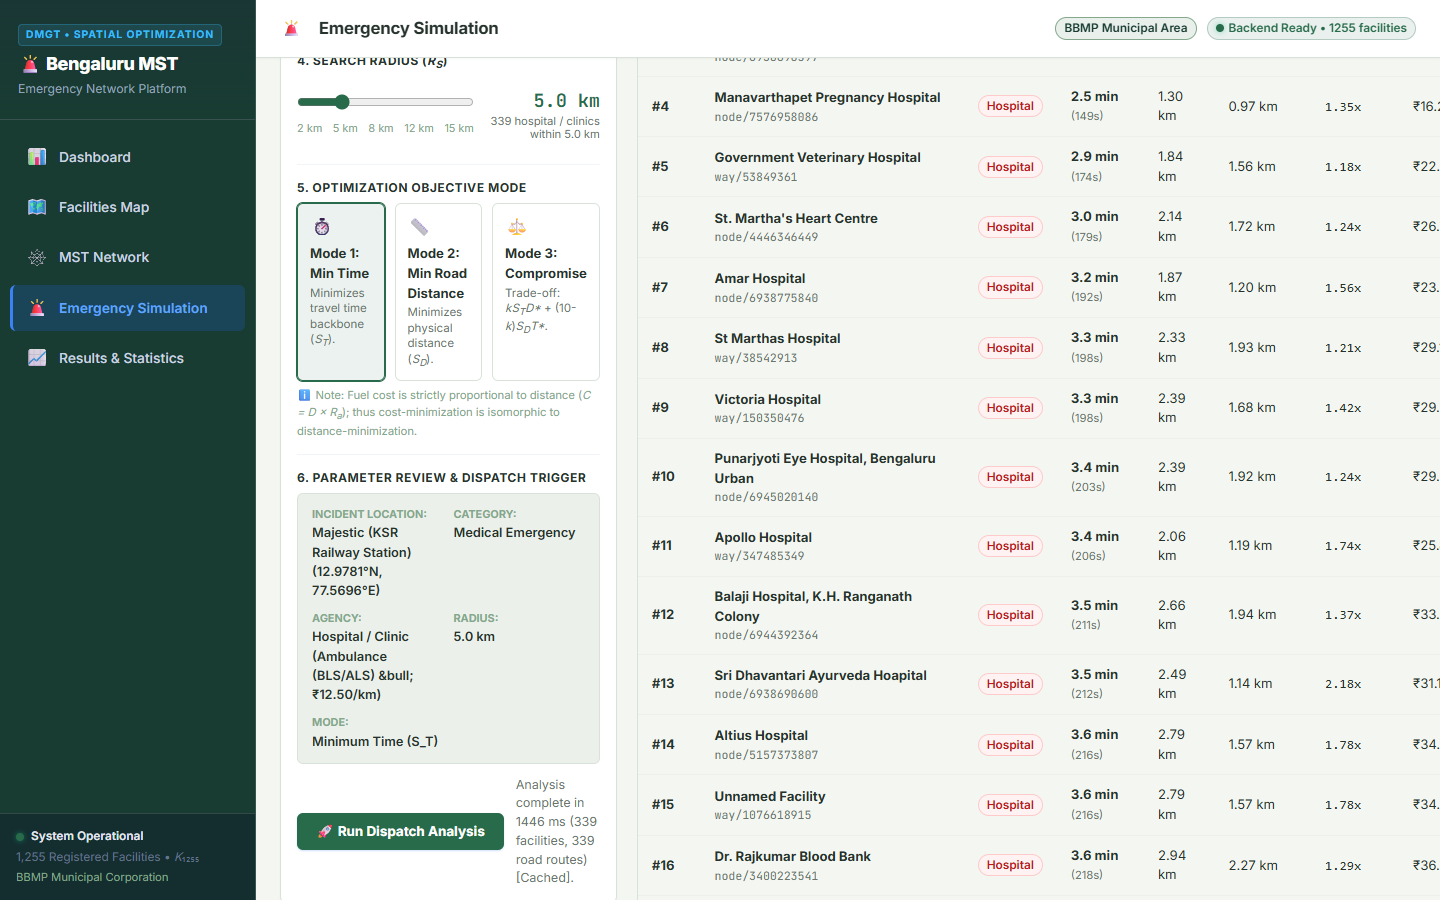 DMGT • SPATIAL OPTIMIZATION
Bengaluru MST
Emergency Network Platform
Dashboard
Facilities Map
MST Network
Emergency Simulation
Results & Statistics
System Operational
1,255 Registered Facilities • K₁₂₅₅
BBMP Municipal Corporation
Emergency Simulation
BBMP Municipal Area
Backend Ready • 1255 facilities
4. SEARCH RADIUS (RS)
5.0 km
2 km 5 km 8 km 12 km 15 km
339 hospital / clinics
within 5.0 km
5. OPTIMIZATION OBJECTIVE MODE
Mode 1:
Min Time
Minimizes
travel time
backbone
(ST).
Mode 2:
Min Road
Distance
Minimizes
physical
distance
(SD).
Mode 3:
Compromise
Trade-off:
kSTD* + (10-
k)SDT*.
Note: Fuel cost is strictly proportional to distance (C
= D × Ra); thus cost-minimization is isomorphic to
distance-minimization.
6. PARAMETER REVIEW & DISPATCH TRIGGER
INCIDENT LOCATION:
Majestic (KSR
Railway Station)
(12.9781°N,
77.5696°E)
CATEGORY:
Medical Emergency
AGENCY:
Hospital / Clinic
(Ambulance
(BLS/ALS) &bull;
₹12.50/km)
RADIUS:
5.0 km
MODE:
Minimum Time (S_T)
Run Dispatch Analysis
Analysis
complete in
1446 ms (339
facilities, 339
road routes)
[Cached].
#4 Manavarthapet Pregnancy Hospital Hospital 2.5 min 1.30 0.97 km 1.35x ₹16.2
node/7576958086 (149s) km
#5 Government Veterinary Hospital Hospital 2.9 min 1.84 1.56 km 1.18x ₹22.
way/53849361 (174s) km
#6 St. Martha's Heart Centre Hospital 3.0 min 2.14 1.72 km 1.24x ₹26.
node/4446346449 (179s) km
#7 Amar Hospital Hospital 3.2 min 1.87 1.20 km 1.56x ₹23.
node/6938775840 (192s) km
#8 St Marthas Hospital Hospital 3.3 min 2.33 1.93 km 1.21x ₹29.
way/38542913 (198s) km
#9 Victoria Hospital Hospital 3.3 min 2.39 1.68 km 1.42x ₹29.
way/150350476 (198s) km
#10 Punarjyoti Eye Hospital, Bengaluru
Urban Hospital 3.4 min 2.39 1.92 km 1.24x ₹29.
node/6945020140 (203s) km
#11 Apollo Hospital Hospital 3.4 min 2.06 1.19 km 1.74x ₹25.
way/347485349 (206s) km
#12 Balaji Hospital, K.H. Ranganath
Colony Hospital 3.5 min 2.66 1.94 km 1.37x ₹33.
node/6944392364 (211s) km
#13 Sri Dhavantari Ayurveda Hoapital Hospital 3.5 min 2.49 1.14 km 2.18x ₹31.1
node/6938690600 (212s) km
#14 Altius Hospital Hospital 3.6 min 2.79 1.57 km 1.78x ₹34.
node/5157373807 (216s) km
#15 Unnamed Facility Hospital 3.6 min 2.79 1.57 km 1.78x ₹34.
way/1076618915 (216s) km
#16 Dr. Rajkumar Blood Bank Hospital 3.6 min 2.94 2.27 km 1.29x ₹36.
node/3400223541 (218s) km